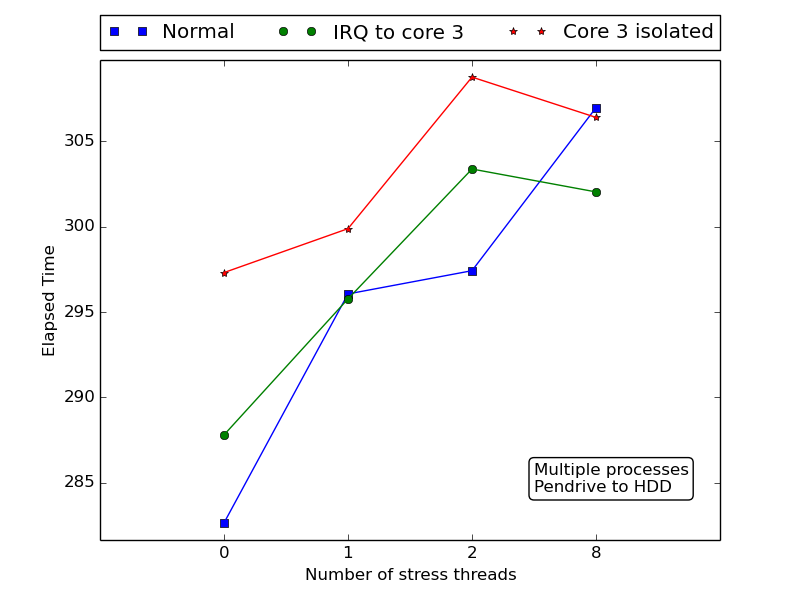 Normal IRQ to core 3 Core 3 isolated
305
300
295
290
285
Elapsed Time
Multiple processes
Pendrive to HDD
0 1 2 8
Number of stress threads